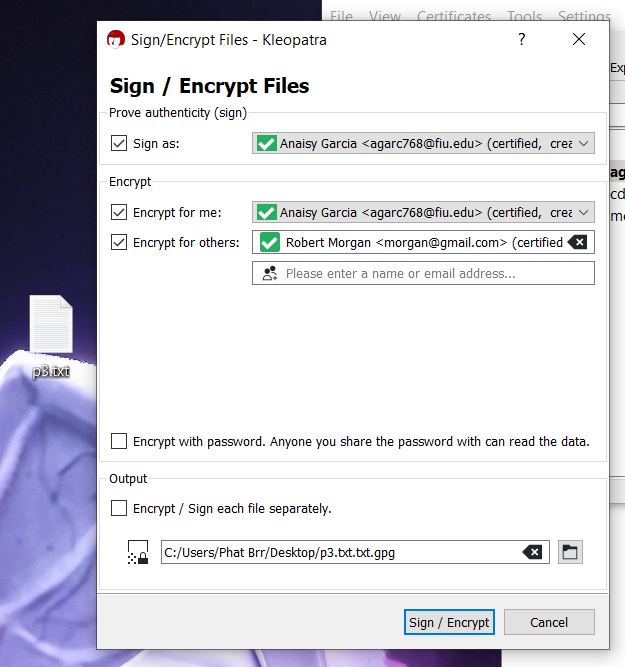 File View Certificates Tools Settings
Sign/Encrypt Files - Kleopatra
?
Exp
Sign / Encrypt Files
Prove authenticity (sign)
Sign as:
Anaisy Garcia <agarc768@fiu.edu> (certified, crea
ag
Encrypt
cd
Encrypt for me:
Anaisy Garcia <agarc768@fiu.edu> (certified, crea
Encrypt for others:
Robert Morgan <morgan@gmail.com> (certified
Please enter a name or email address...
p3.txt
Encrypt with password. Anyone you share the password with can read the data.
Output
Encrypt / Sign each file separately.
C:/Users/Phat Brr/Desktop/p3.txt.txt.gpg
Sign / Encrypt
Cancel